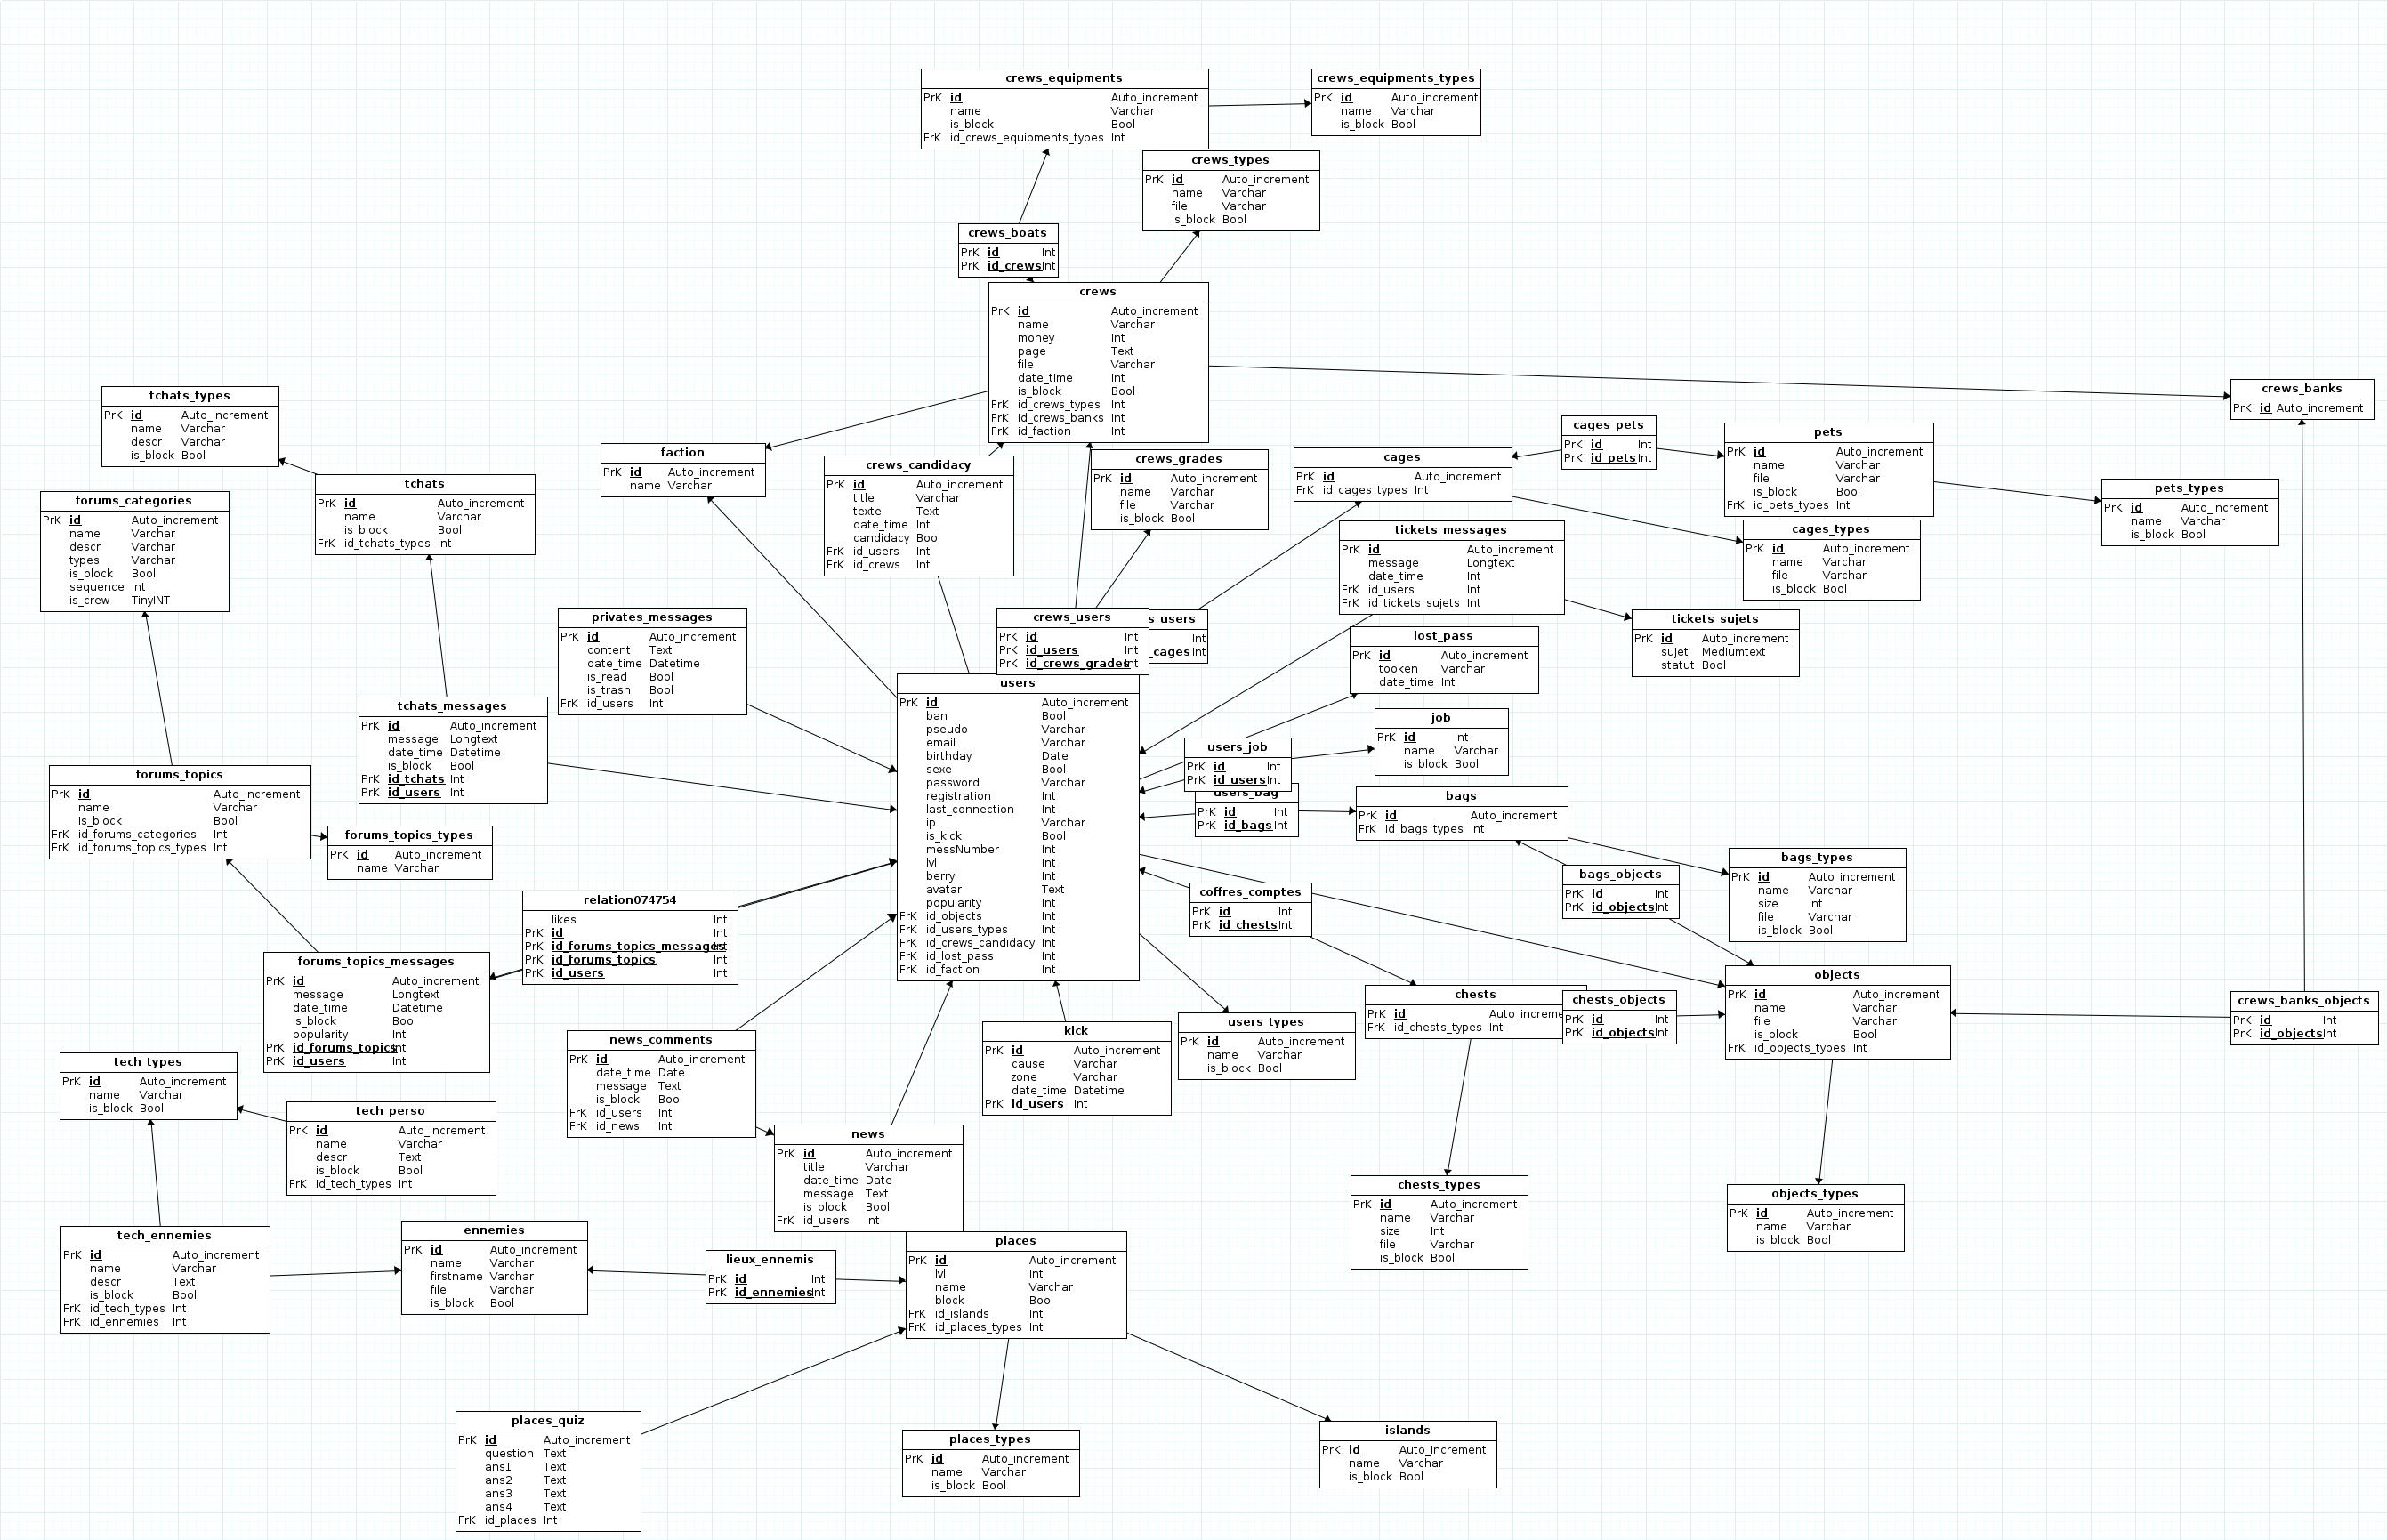 crews_equipments
PrK id Auto_increment
name Varchar
is_block Bool
FrK id_crews_equipments_types Int
crews_equipments_types
PrK id Auto_increment
name Varchar
is_block Bool
crews_types
PrK id Auto_increment
name Varchar
file Varchar
is_block Bool
crews_boats
PrK id Int
PrK id_crews Int
crews
PrK id Auto_increment
name Varchar
money Int
page Text
file Varchar
date_time Int
is_block Bool
FrK id_crews_types Int
FrK id_crews_banks Int
FrK id_faction Int
crews_banks
PrK id Auto_increment
tchats_types
PrK id Auto_increment
name Varchar
descr Varchar
is_block Bool
tchats
PrK id Auto_increment
name Varchar
is_block Bool
FrK id_tchats_types Int
forums_categories
PrK id Auto_increment
name Varchar
descr Varchar
types Varchar
is_block Bool
sequence Int
is_crew TinyINT
faction
PrK id Auto_increment
name Varchar
crews_candidacy
PrK id Auto_increment
title Varchar
texte Text
date_time Int
candidacy Bool
FrK id_users Int
FrK id_crews Int
crews_grades
PrK id Auto_increment
name Varchar
file Varchar
is_block Bool
cages
PrK id Auto_increment
FrK id_cages_types Int
cages_pets
PrK id Int
PrK id_pets Int
pets
PrK id Auto_increment
name Varchar
file Varchar
is_block Bool
FrK id_pets_types Int
pets_types
PrK id Auto_increment
name Varchar
is_block Bool
cages_types
PrK id Auto_increment
name Varchar
file Varchar
is_block Bool
tickets_messages
PrK id Auto_increment
message Longtext
date_time Int
FrK id_users Int
FrK id_tickets_sujets Int
tickets_sujets
PrK id Auto_increment
sujet Mediumtext
statut Bool
privates_messages
PrK id Auto_increment
content Text
date_time Datetime
is_read Bool
is_trash Bool
FrK id_users Int
crews_users
PrK id Int
PrK id_users Int
PrK id_crews_grades Int
s_users
Int
_cages Int
lost_pass
PrK id Auto_increment
tooken Varchar
date_time Int
users
PrK id Auto_increment
ban Bool
pseudo Varchar
email Varchar
birthday Date
sexe Bool
password Varchar
registration Int
last_connection Int
ip Varchar
is_kick Bool
messNumber Int
lvl Int
berry Int
avatar Text
popularity Int
FrK id_objects Int
FrK id_users_types Int
FrK id_crews_candidacy Int
FrK id_lost_pass Int
FrK id_faction Int
tchats_messages
PrK id Auto_increment
message Longtext
date_time Datetime
is_block Bool
PrK id_tchats Int
PrK id_users Int
job
PrK id Int
name Varchar
is_block Bool
users_job
PrK id Int
PrK id_users Int
users_bag
PrK id Int
PrK id_bags Int
bags
PrK id Auto_increment
FrK id_bags_types Int
forums_topics
PrK id Auto_increment
name Varchar
is_block Bool
FrK id_forums_categories Int
FrK id_forums_topics_types Int
forums_topics_types
PrK id Auto_increment
name Varchar
bags_types
PrK id Auto_increment
name Varchar
size Int
file Varchar
is_block Bool
bags_objects
PrK id Int
PrK id_objects Int
coffres_comptes
PrK id Int
PrK id_chests Int
relation074754
likes Int
PrK id Int
PrK id_forums_topics_messages Int
PrK id_forums_topics Int
PrK id_users Int
forums_topics_messages
PrK id Auto_increment
message Longtext
date_time Datetime
is_block Bool
popularity Int
PrK id_forums_topics Int
PrK id_users Int
objects
PrK id Auto_increment
name Varchar
file Varchar
is_block Bool
FrK id_objects_types Int
chests
PrK id Auto_increme
FrK id_chests_types Int
chests_objects
PrK id Int
PrK id_objects Int
crews_banks_objects
PrK id Int
PrK id_objects Int
users_types
PrK id Auto_increment
name Varchar
is_block Bool
kick
PrK id Auto_increment
cause Varchar
zone Varchar
date_time Datetime
PrK id_users Int
news_comments
PrK id Auto_increment
date_time Date
message Text
is_block Bool
FrK id_users Int
FrK id_news Int
tech_types
PrK id Auto_increment
name Varchar
is_block Bool
tech_perso
PrK id Auto_increment
name Varchar
descr Text
is_block Bool
FrK id_tech_types Int
news
PrK id Auto_increment
title Varchar
date_time Date
message Text
is_block Bool
FrK id_users Int
chests_types
PrK id Auto_increment
name Varchar
size Int
file Varchar
is_block Bool
objects_types
PrK id Auto_increment
name Varchar
is_block Bool
tech_ennemies
PrK id Auto_increment
name Varchar
descr Text
is_block Bool
FrK id_tech_types Int
FrK id_ennemies Int
ennemies
PrK id Auto_increment
name Varchar
firstname Varchar
file Varchar
is_block Bool
lieux_ennemis
PrK id Int
PrK id_ennemies Int
places
PrK id Auto_increment
lvl Int
name Varchar
block Bool
FrK id_islands Int
FrK id_places_types Int
places_quiz
PrK id Auto_increment
question Text
ans1 Text
ans2 Text
ans3 Text
ans4 Text
FrK id_places Int
places_types
PrK id Auto_increment
name Varchar
is_block Bool
islands
PrK id Auto_increment
name Varchar
is_block Bool